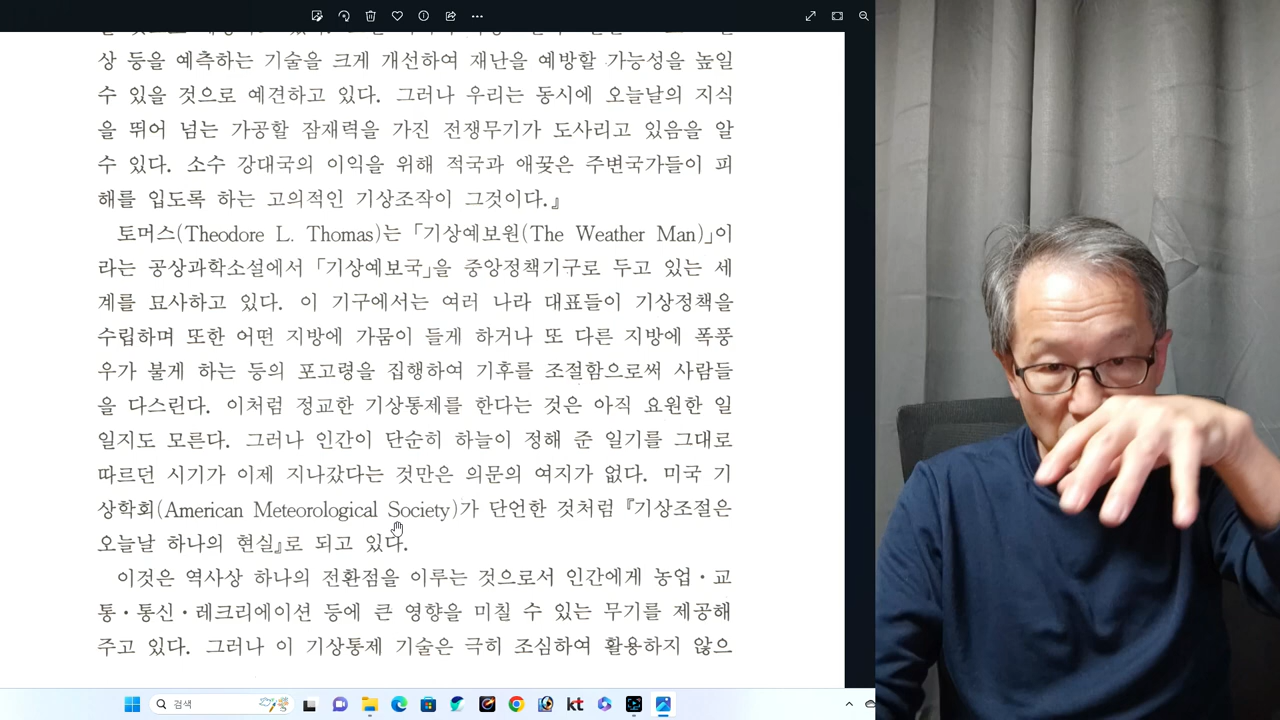 상 등을 예측하는 기술을 크게 개선하여 재난을 예방할 가능성을 높일
수 있을 것으로 예견하고 있다. 그러나 우리는 동시에 오늘날의 지식
을 뛰어 넘는 가공할 잠재력을 가진 전쟁무기가 도사리고 있음을 알
수 있다. 소수 강대국의 이익을 위해 적국과 애꿎은 주변국가들이 피
해를 입도록 하는 고의적인 기상조작이 그것이다.』
토머스(Theodore L. Thomas)는 「기상예보원(The Weather Man)」이
라는 공상과학소설에서 「기상예보국」을 중앙정책기구로 두고 있는 세
계를 묘사하고 있다. 이 기구에서는 여러 나라 대표들이 기상정책을
수립하며 또한 어떤 지방에 가뭄이 들게 하거나 또 다른 지방에 폭풍
우가 불게 하는 등의 포고령을 집행하여 기후를 조절함으로써 사람들
을 다스린다. 이처럼 정교한 기상통제를 한다는 것은 아직 요원한 일
일지도 모른다. 그러나 인간이 단순히 하늘이 정해 준 일기를 그대로
따르던 시기가 이제 지나갔다는 것만은 의문의 여지가 없다. 미국 기
상학회(American Meteorological Society)가 단언한 것처럼 『기상조절은
오늘날 하나의 현실』로 되고 있다.
이것은 역사상 하나의 전환점을 이루는 것으로서 인간에게 농업·교
통·통신·레크리에이션 등에 큰 영향을 미칠 수 있는 무기를 제공해
주고 있다. 그러나 이 기상통제 기술은 극히 조심하여 활용하지 않으
검색
kt